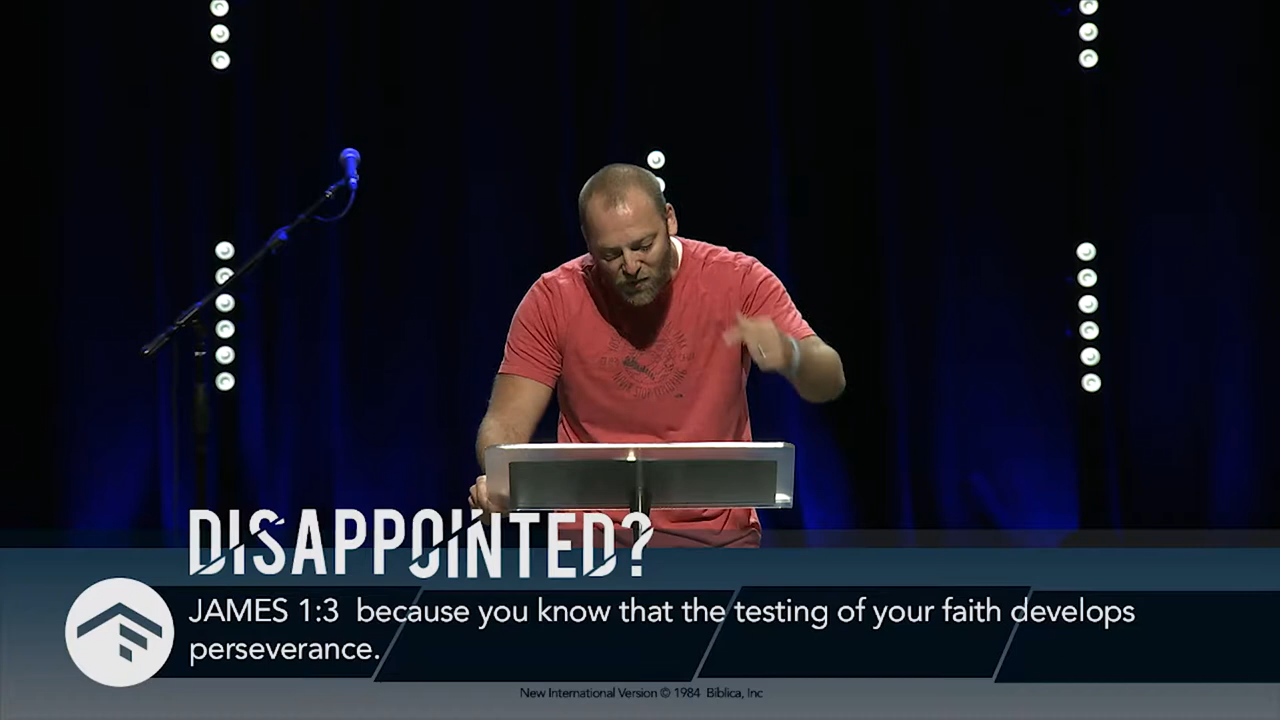 DISAPPOINTED?
JAMES 1:3 because you know that the testing of your faith develops
perseverance.
New International Version © 1984 Biblica, Inc